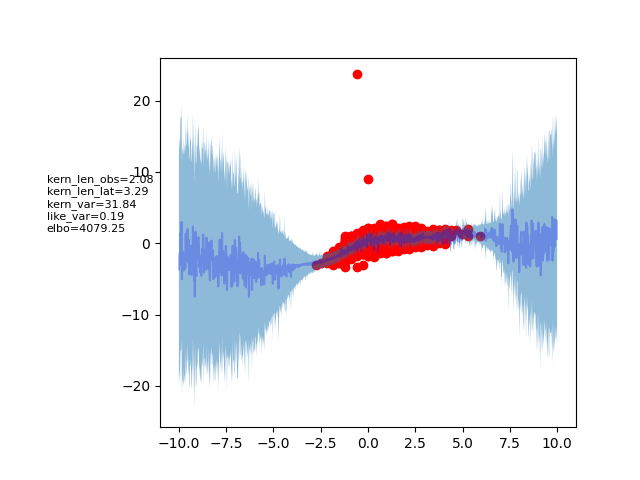 20
10
0
−10
−20
kern_len_obs=2.08
kern_len_lat=3.29
kern_var=31.84
like_var=0.19
elbo=4079.25
−10.0 −7.5 −5.0 −2.5 0.0 2.5 5.0 7.5 10.0